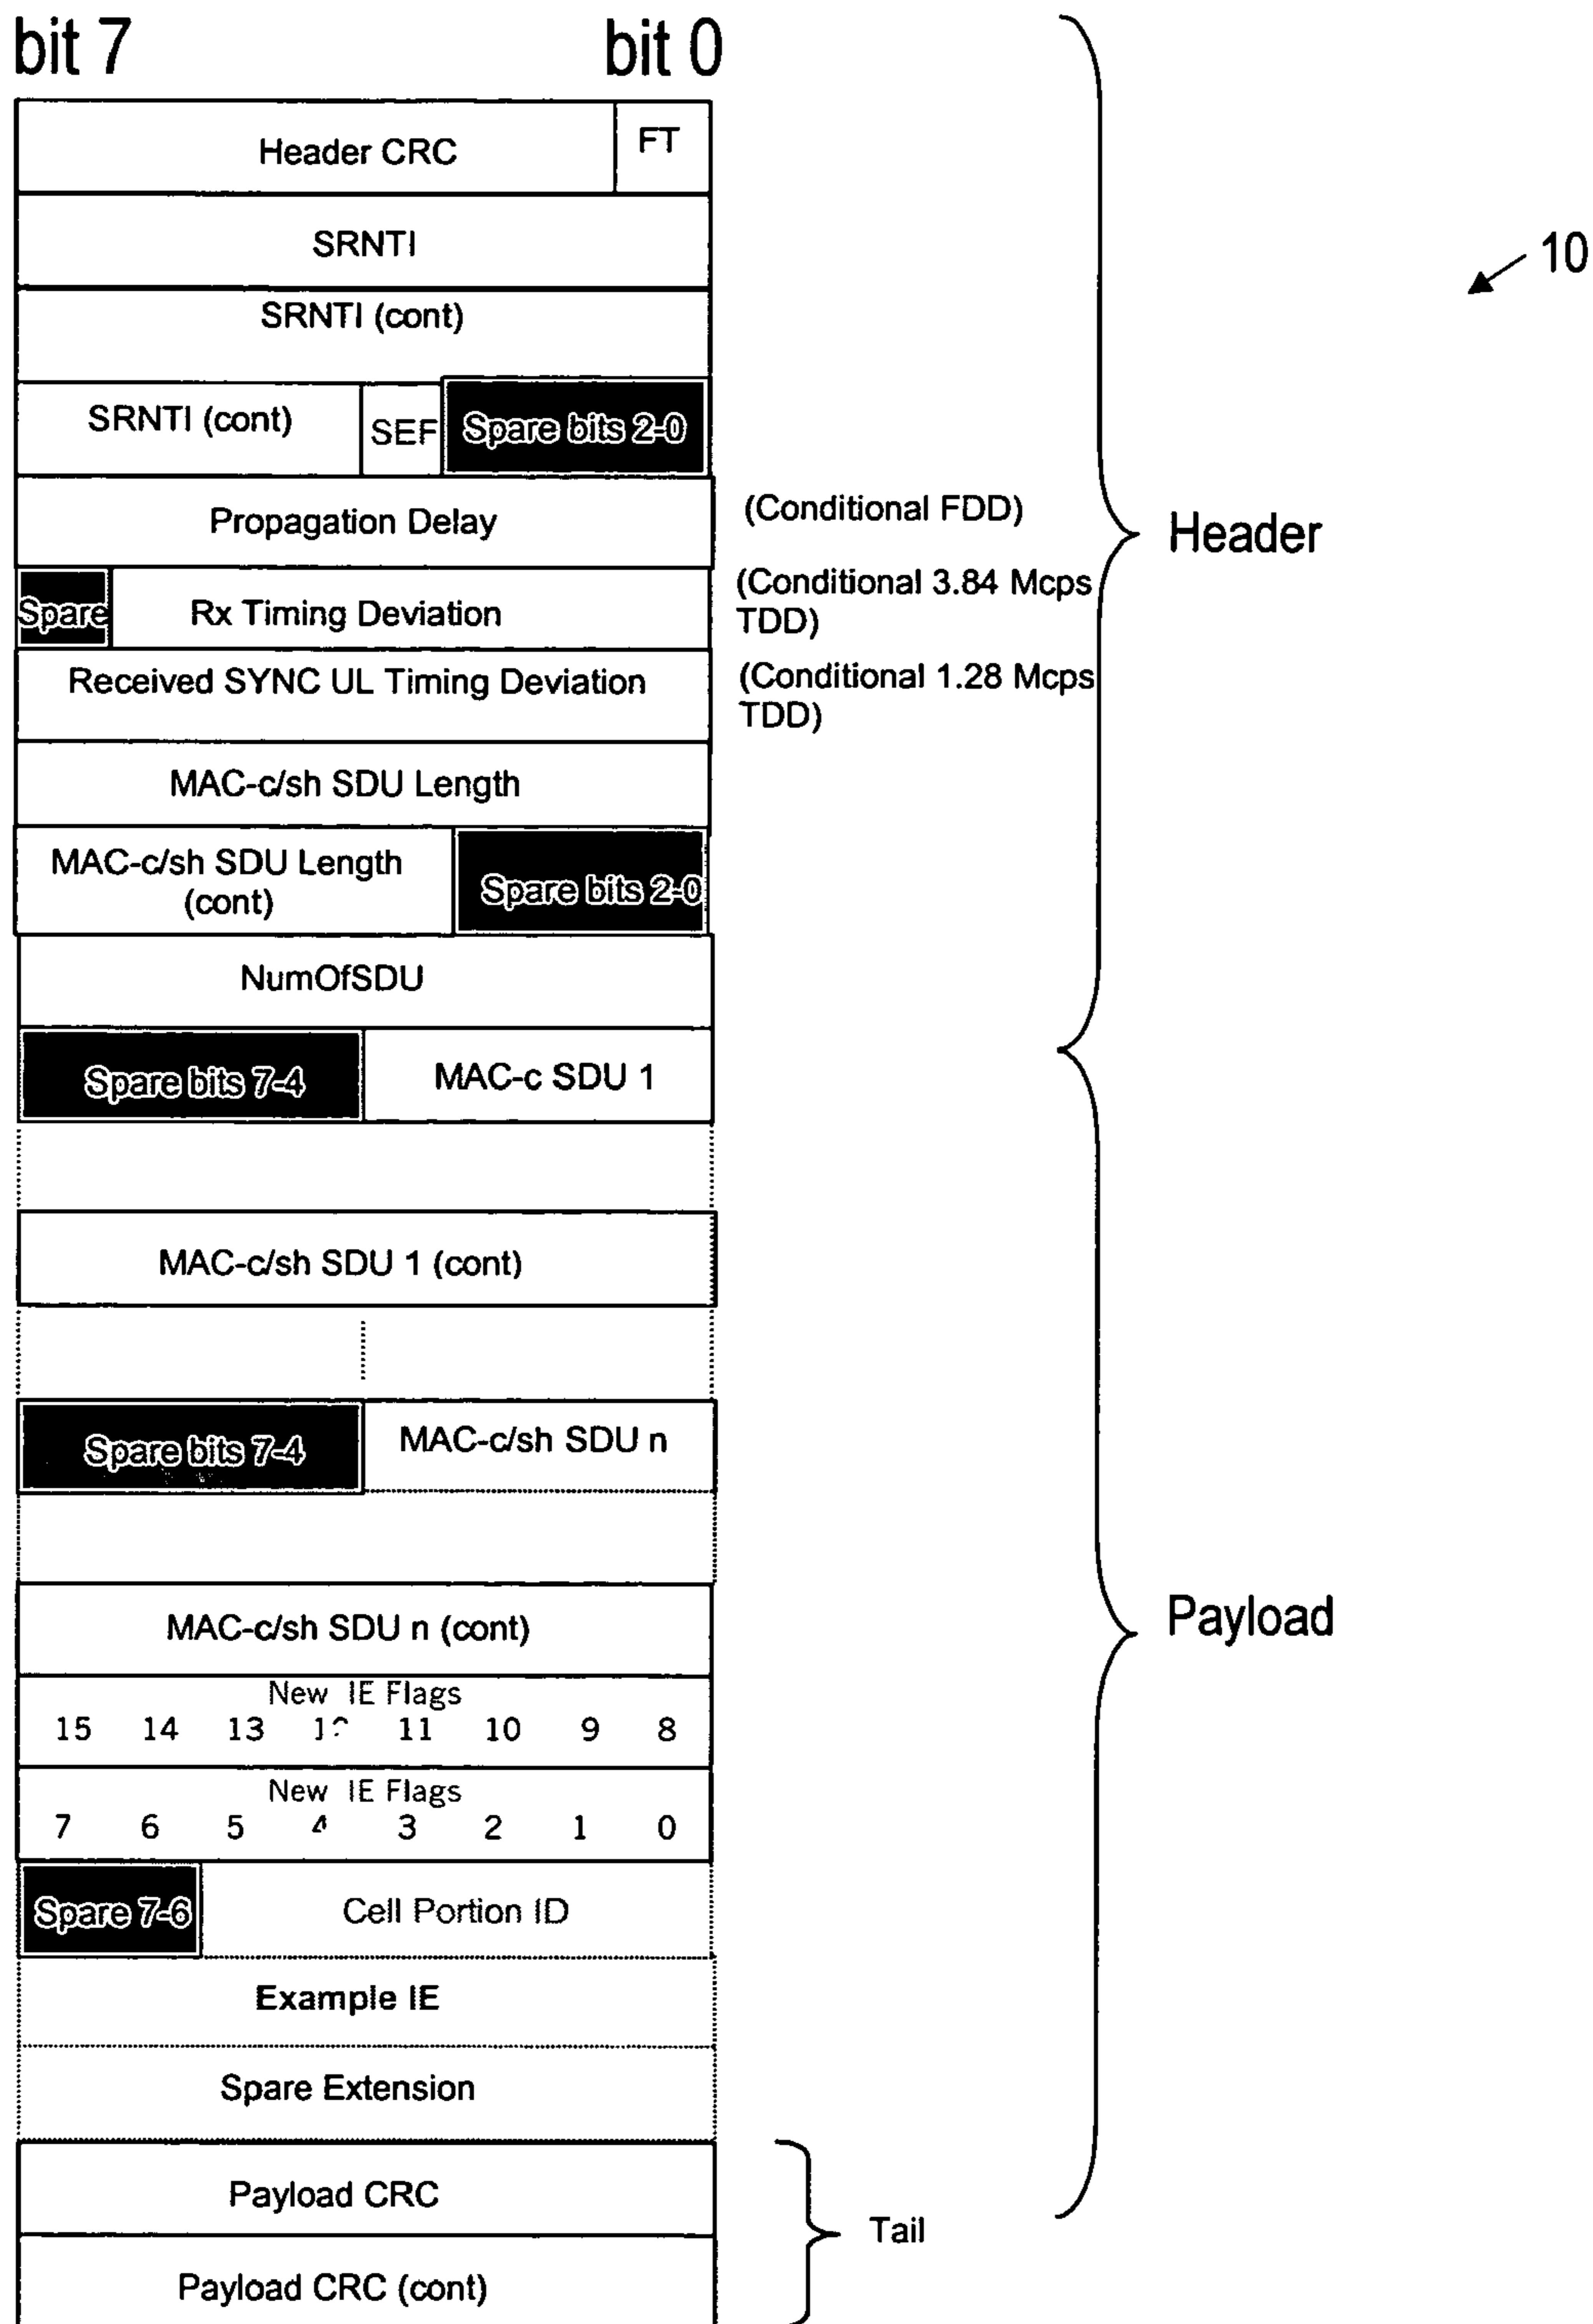 bit 7 bit 0
Header CRC FT
SRNTI
10
SRNTI (cont)
SRNTI (cont) SEF Spare bits 2-0
Propagation Delay (Conditional FDD)
Header
Spare Rx Timing Deviation (Conditional 3.84 Mcps
TDD)
Received SYNC UL Timing Deviation (Conditional 1.28 Mcps
TDD)
MAC-c/sh SDU Length
MAC-c/sh SDU Length
(cont)
Spare bits 2-0
NumOfSDU
Spare bits 7-4 MAC-c SDU 1
MAC-c/sh SDU 1 (cont)
Spare bits 7-4 MAC-c/sh SDU n
MAC-c/sh SDU n (cont)
Payload
New IE Flags
15 14 13 11 10 9 8
New IE Flags
7 6 5 4 3 2 1 0
Spare 7-6 Cell Portion ID
Example IE
Spare Extension
Payload CRC
Tail
Payload CRC (cont)